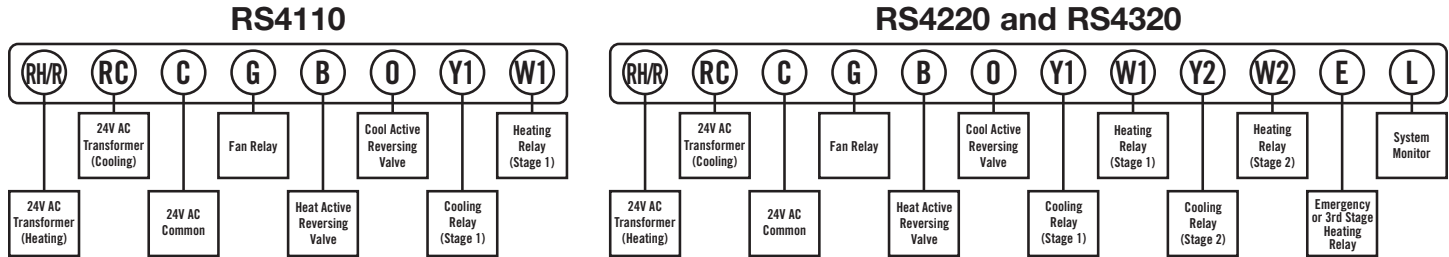 RS4110
RH/R RC C G B O Y1 W1
24V AC
Transformer
(Cooling)
Fan Relay
Cool Active
Reversing
Valve
Heating
Relay
(Stage 1)
24V AC
Transformer
(Heating)
24V AC
Common
Heat Active
Reversing
Valve
Cooling
Relay
(Stage 1)
RS4220 and RS4320
RH/R RC C G B O Y1 W1 Y2 W2 E L
24V AC
Transformer
(Cooling)
Fan Relay
Cool Active
Reversing
Valve
Heating
Relay
(Stage 1)
Heating
Relay
(Stage 2)
System
Monitor
24V AC
Transformer
(Heating)
24V AC
Common
Heat Active
Reversing
Valve
Cooling
Relay
(Stage 1)
Cooling
Relay
(Stage 2)
Emergency
or 3rd Stage
Heating
Relay